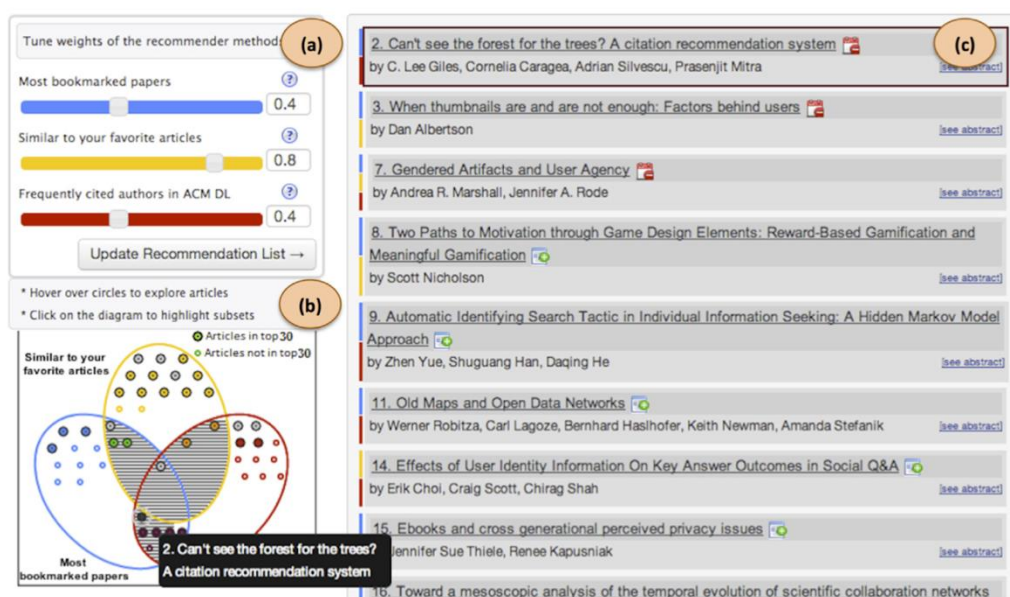 Tune weights of the recommender method
(a)
Most bookmarked papers
0.4
Similar to your favorite articles
0.8
Frequently cited authors in ACM DL
0.4
Update Recommendation List →
* Hover over circles to explore articles
* Click on the diagram to highlight subsets
(b)
Articles in top30
Articles not in top30
Similar to your
favorite articles
Most
bookmarked papers
2. Can't see the forest for the trees?
A citation recommendation system
(c)
2. Can't see the forest for the trees? A citation recommendation system
by C. Lee Giles, Cornelia Caragea, Adrian Silvescu, Prasenjit Mitra
[see abstract]
3. When thumbnails are and are not enough: Factors behind users
by Dan Albertson
[see abstract]
7. Gendered Artifacts and User Agency
by Andrea R. Marshall, Jennifer A. Rode
[see abstract]
8. Two Paths to Motivation through Game Design Elements: Reward-Based Gamification and
Meaningful Gamification
by Scott Nicholson
[see abstract]
9. Automatic Identifying Search Tactic in Individual Information Seeking: A Hidden Markov Model
Approach
by Zhen Yue, Shuguang Han, Daqing He
[see abstract]
11. Old Maps and Open Data Networks
by Werner Robitza, Carl Lagoze, Bernhard Haslhofer, Keith Newman, Amanda Stefanik
[see abstract]
14. Effects of User Identity Information On Key Answer Outcomes in Social Q&A
by Erik Choi, Craig Scott, Chirag Shah
[see abstract]
15. Ebooks and cross generational perceived privacy issues
Jennifer Sue Thiele, Renee Kapusniak
[see abstract]
16. Toward a mesoscopic analysis of the temporal evolution of scientific collaboration networks